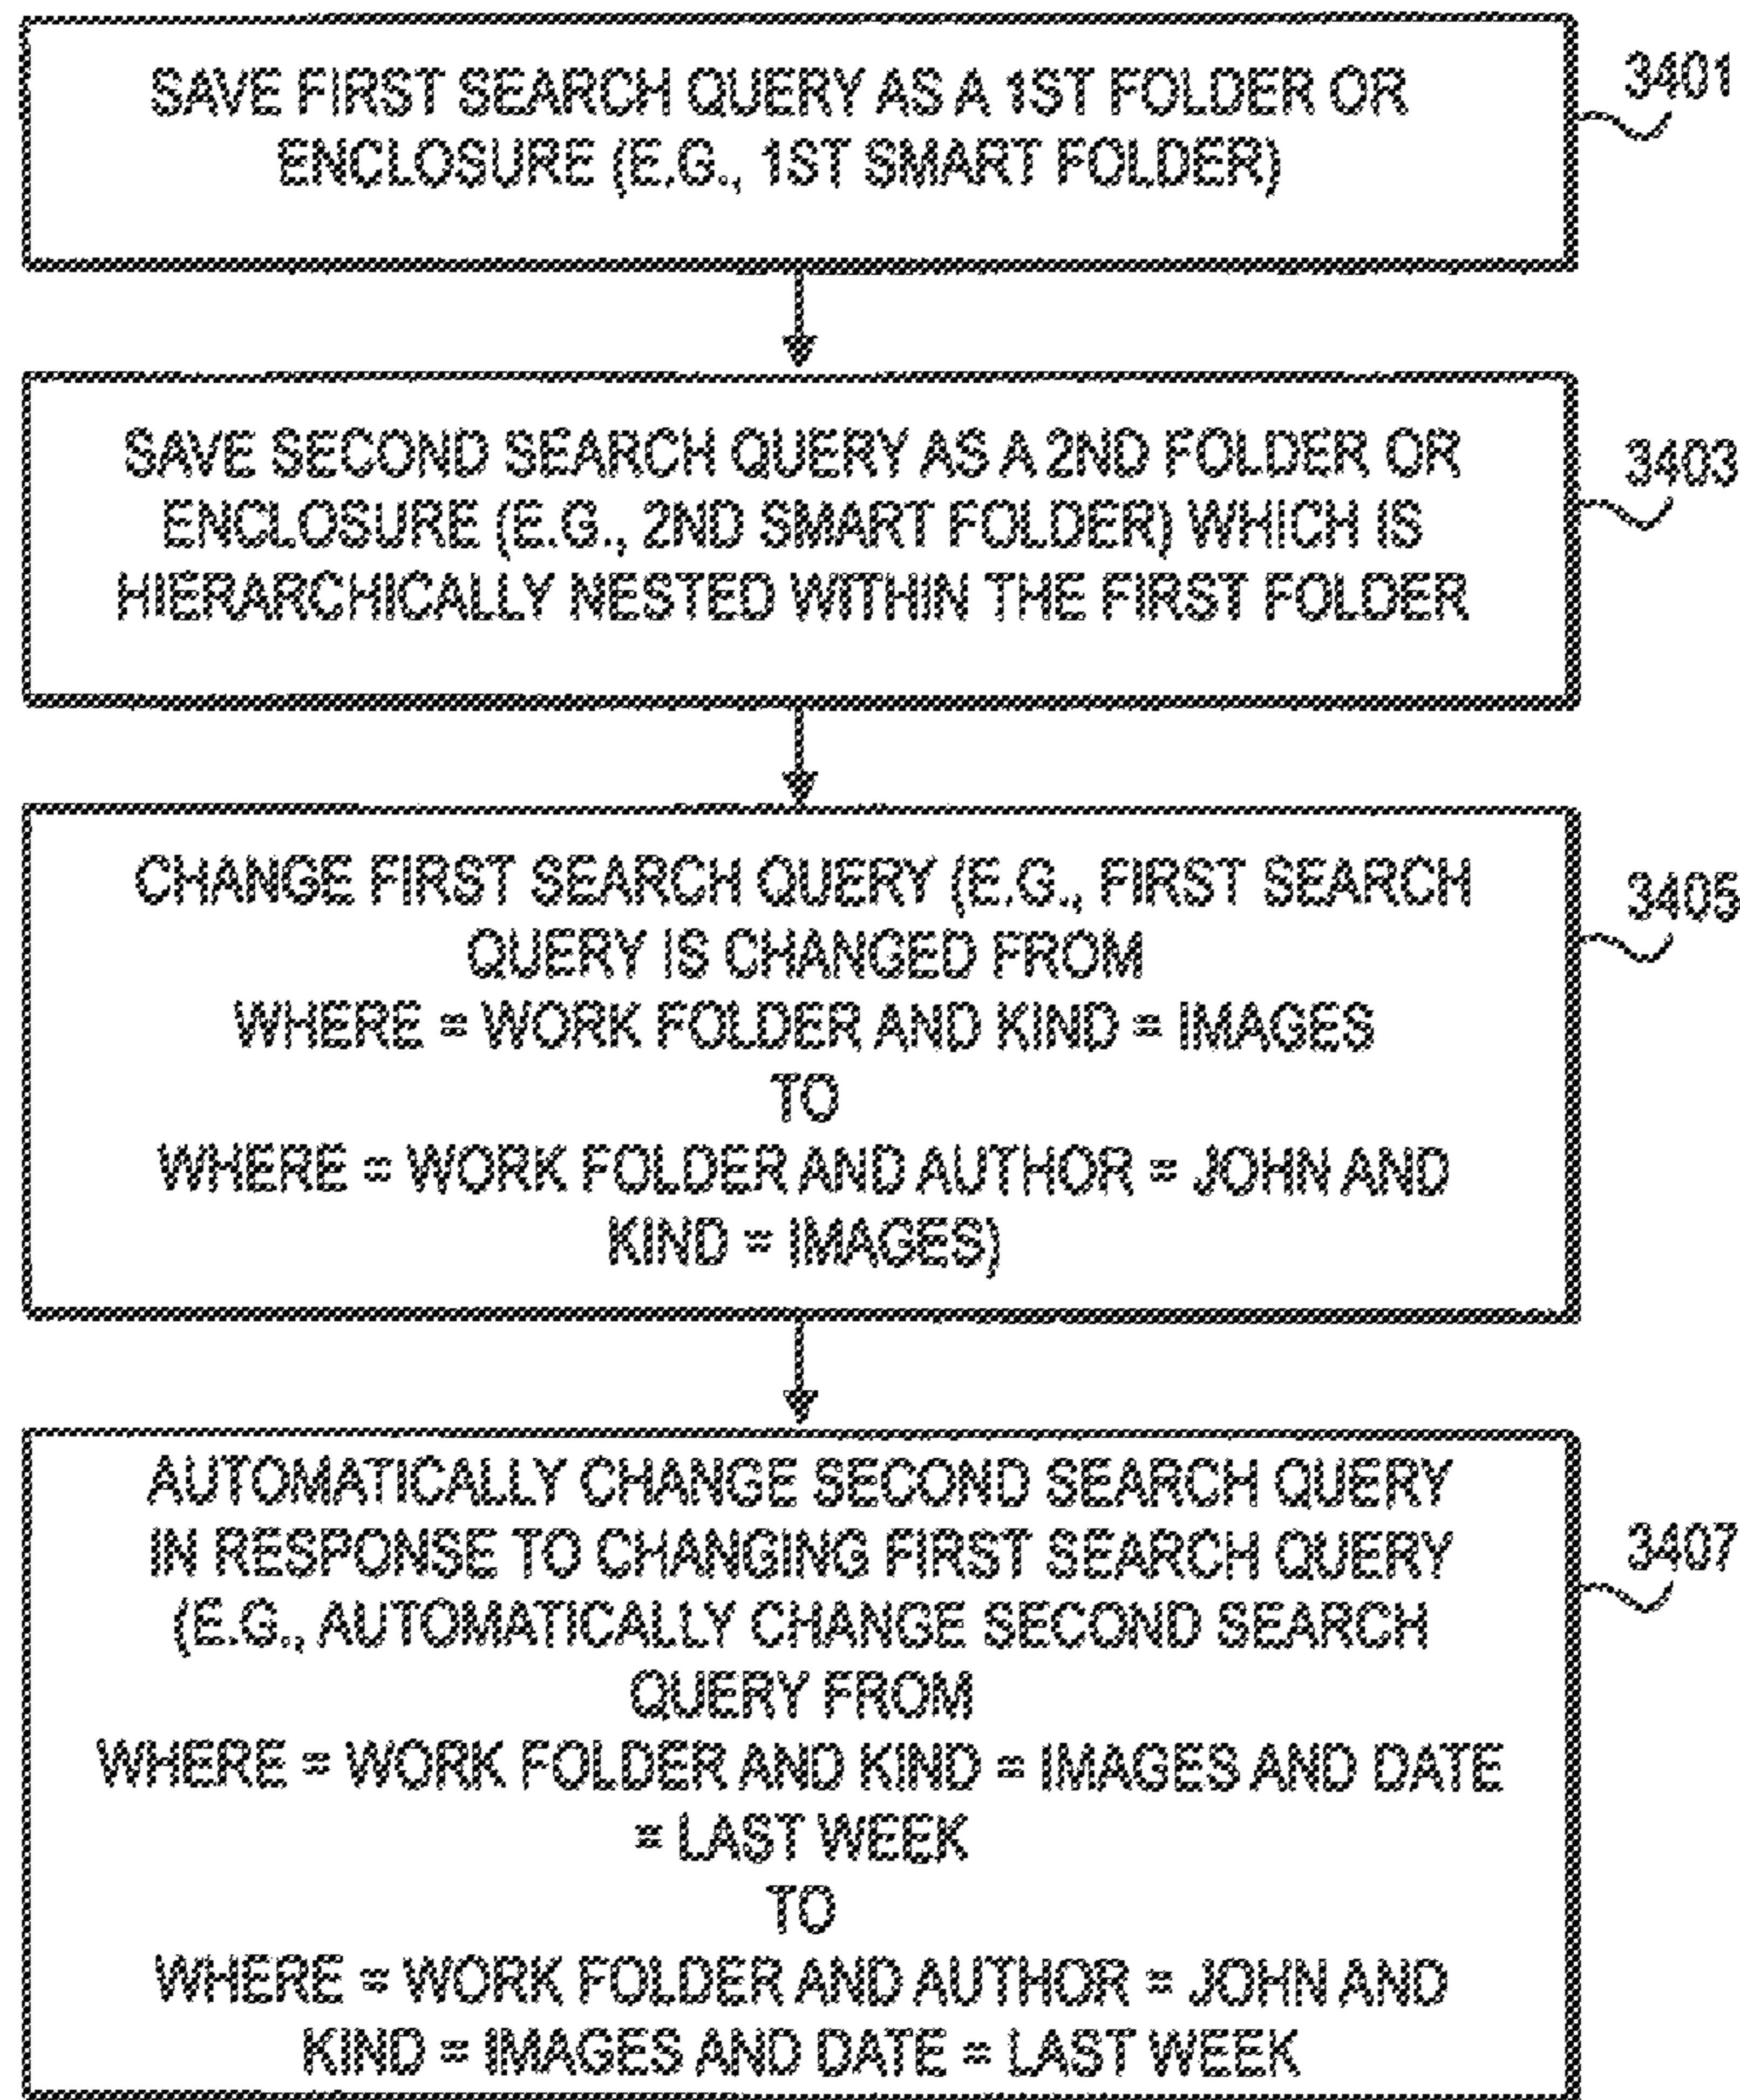 SAVE FIRST SEARCH QUERY AS A 1ST FOLDER OR
ENCLOSURE (E.G., 1ST SMART FOLDER)
3401
SAVE SECOND SEARCH QUERY AS A 2ND FOLDER OR
ENCLOSURE (E.G., 2ND SMART FOLDER) WHICH IS
HIERARCHICALLY NESTED WITHIN THE FIRST FOLDER
3403
CHANGE FIRST SEARCH QUERY (E.G., FIRST SEARCH
QUERY IS CHANGED FROM
WHERE = WORK FOLDER AND KIND = IMAGES
TO
WHERE = WORK FOLDER AND AUTHOR = JOHN AND
KIND = IMAGES)
3405
AUTOMATICALLY CHANGE SECOND SEARCH QUERY
IN RESPONSE TO CHANGING FIRST SEARCH QUERY
(E.G., AUTOMATICALLY CHANGE SECOND SEARCH
QUERY FROM
WHERE = WORK FOLDER AND KIND = IMAGES AND DATE
= LAST WEEK
TO
WHERE = WORK FOLDER AND AUTHOR = JOHN AND
KIND = IMAGES AND DATE = LAST WEEK
3407